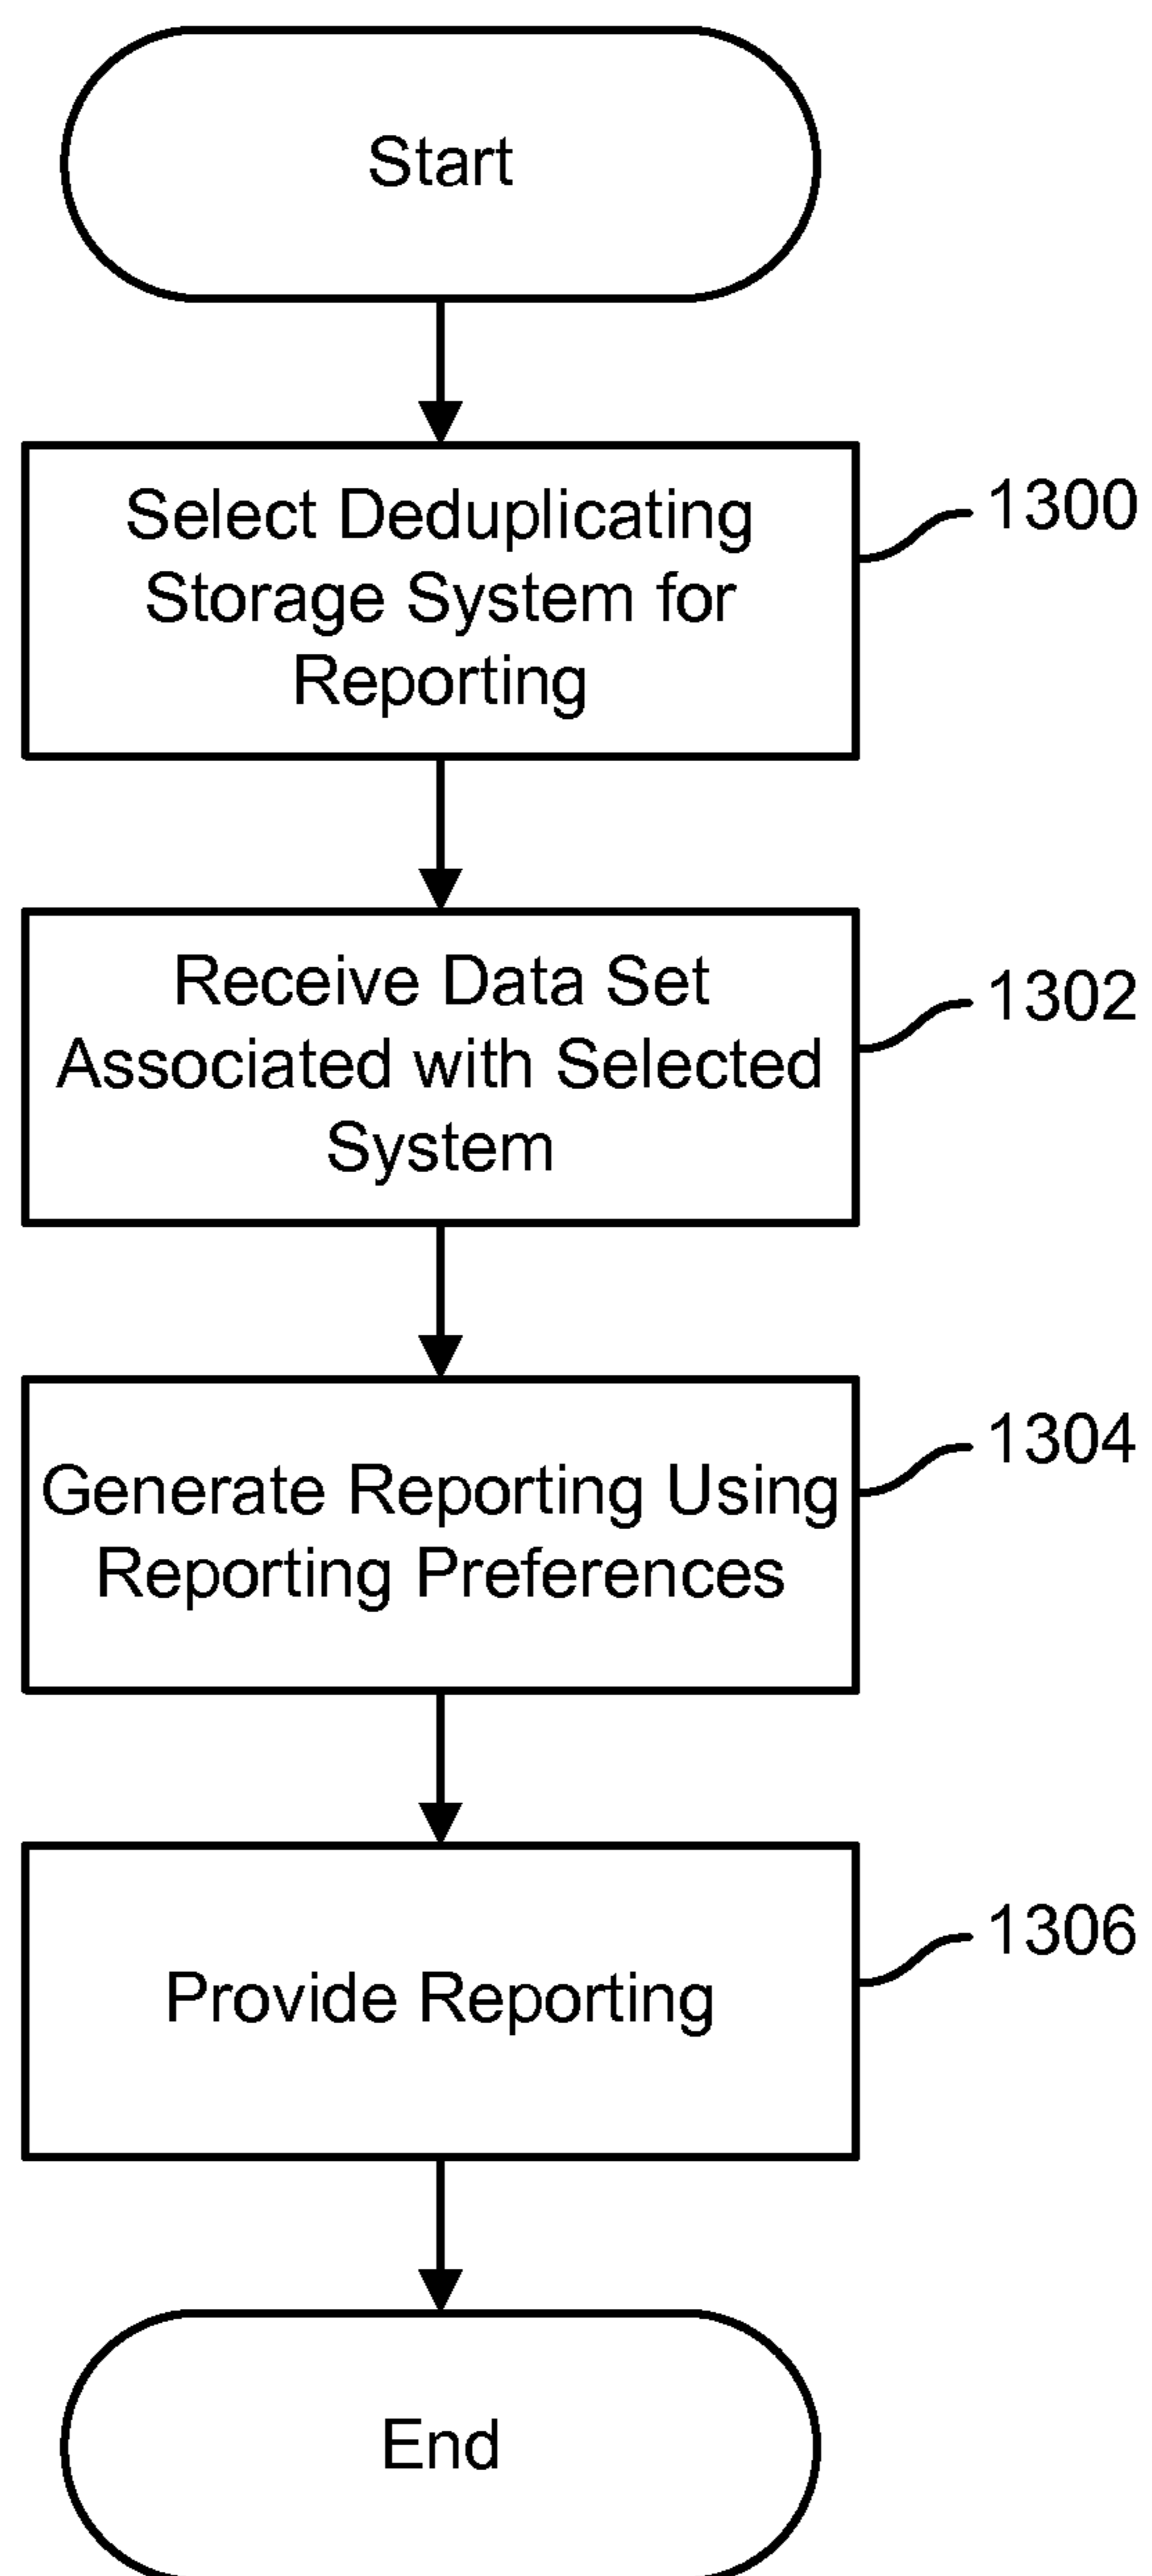 Start
Select Deduplicating
Storage System for
Reporting
1300
Receive Data Set
Associated with Selected
System
1302
Generate Reporting Using
Reporting Preferences
1304
Provide Reporting
1306
End